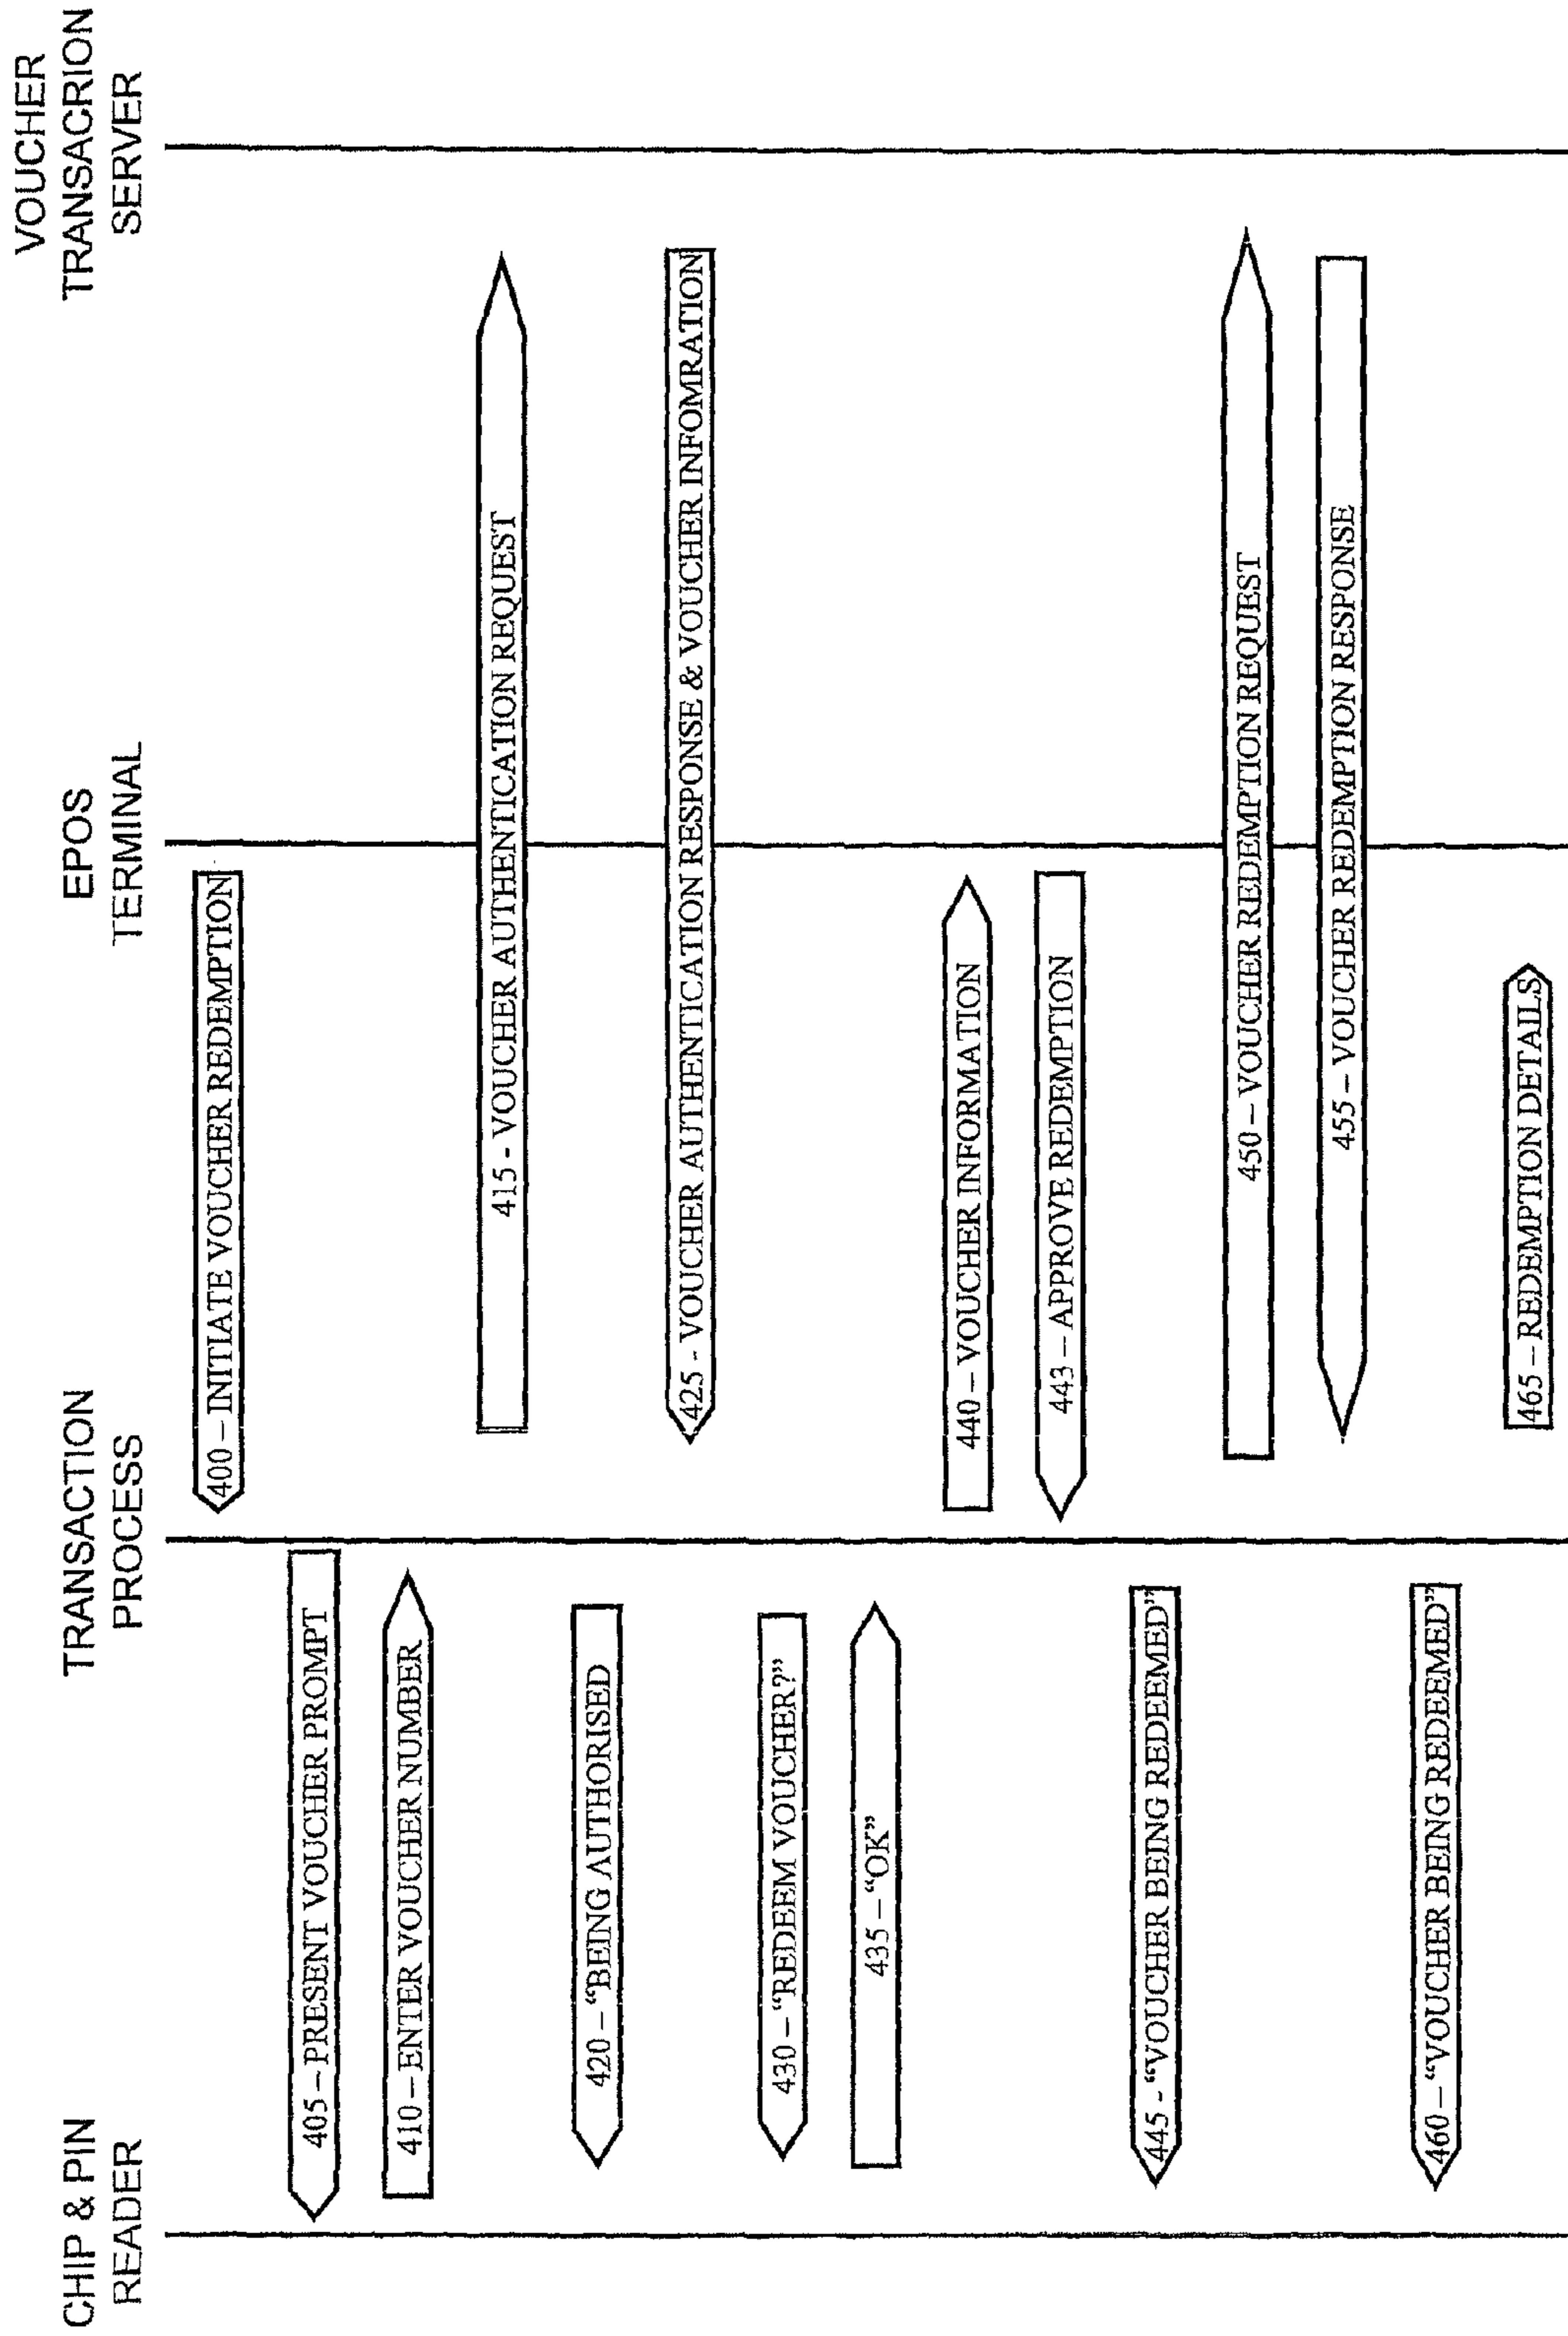 CHIP & PIN
READER
TRANSACTION
PROCESS
EPOS
TERMINAL
VOUCHER
TRANSACRION
SERVER
400 – INITIATE VOUCHER REDEMPTION
405 – PRESENT VOUCHER PROMPT
410 – ENTER VOUCHER NUMBER
415 - VOUCHER AUTHENTICATION REQUEST
420 – “BEING AUTHORISED
425 - VOUCHER AUTHENTICATION RESPONSE & VOUCHER INFOMRATION
430 – “REDEEM VOUCHER?”
435 – “OK”
440 – VOUCHER INFORMATION
443 – APPROVE REDEMPTION
445 - “VOUCHER BEING REDEEMED”
450 – VOUCHER REDEMPTION REQUEST
455 – VOUCHER REDEMPTION RESPONSE
460 – “VOUCHER BEING REDEEMED”
465 – REDEMPTION DETAILS